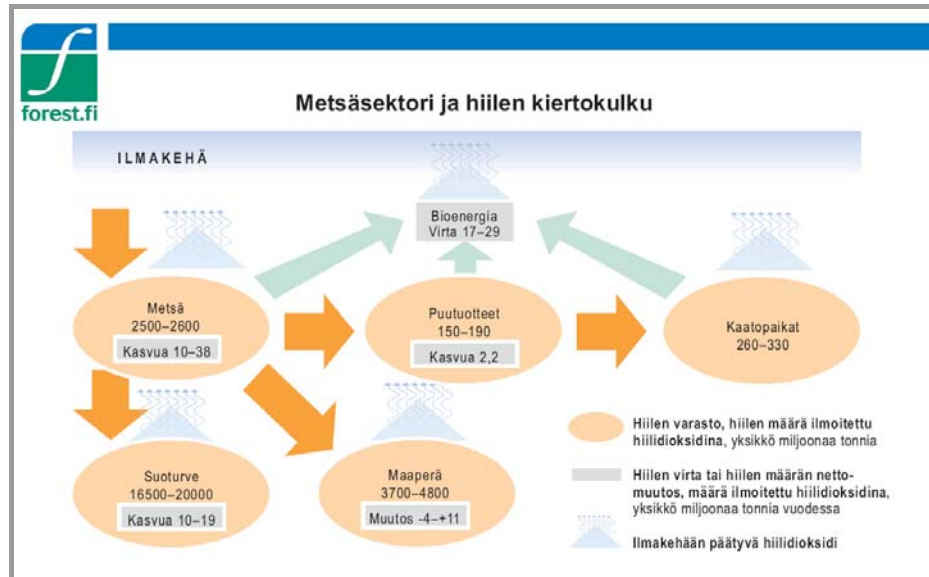 forest.fi
Metsäsektori ja hiilen kiertokulku
ILMAKEHÄ
Bioenergia
Virta 17–29
Metsä
2500–2600
Kasvua 10–38
Puutuotteet
150–190
Kasvua 2,2
Kaatopaikat
260–330
Suoturve
16500–20000
Kasvua 10–19
Maaperä
3700–4800
Muutos -4–+11
Hiilen varasto, hiilen määrä ilmoitettu
hiilidioksidina, yksikkö miljoonaa tonnia
Hiilen virta tai hiilen määrän netto-
muutos, määrä ilmoitettu hiilidioksidina,
yksikkö miljoonaa tonnia vuodessa
Ilmakehään päätyvä hiilidioksidi